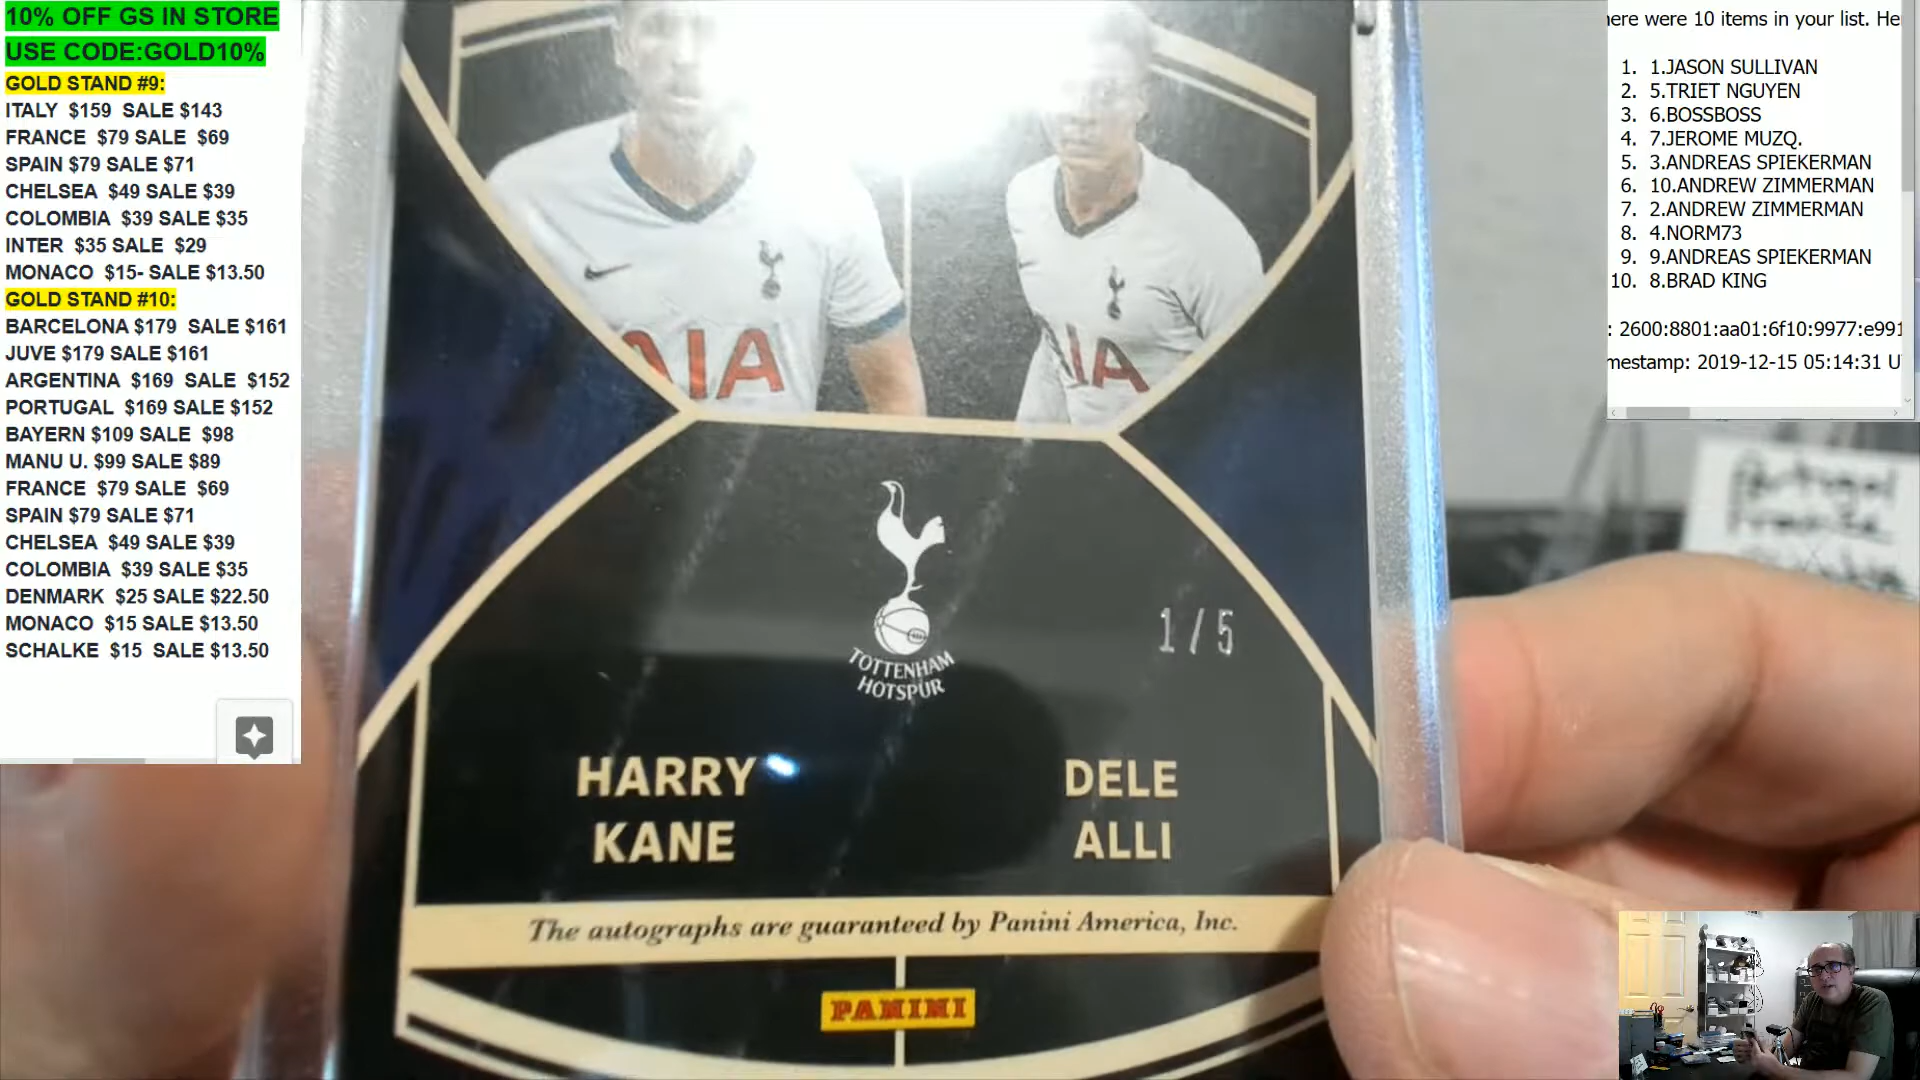 10% OFF GS IN STORE
USE CODE:GOLD10%
GOLD STAND #9:
ITALY $159 SALE $143
FRANCE $79 SALE $69
SPAIN $79 SALE $71
CHELSEA $49 SALE $39
COLOMBIA $39 SALE $35
INTER $35 SALE $29
MONACO $15- SALE $13.50
GOLD STAND #10:
BARCELONA $179 SALE $161
JUVE $179 SALE $161
ARGENTINA $169 SALE $152
PORTUGAL $169 SALE $152
BAYERN $109 SALE $98
MANU U. $99 SALE $89
FRANCE $79 SALE $69
SPAIN $79 SALE $71
CHELSEA $49 SALE $39
COLOMBIA $39 SALE $35
DENMARK $25 SALE $22.50
MONACO $15 SALE $13.50
SCHALKE $15 SALE $13.50
AIA
IA
1/5
TOTTENHAM
HOTSPUR
HARRY
KANE
DELE
ALLI
The autographs are guaranteed by Panini America, Inc.
PANINI
ere were 10 items in your list. He
1. 1.JASON SULLIVAN
2. 5.TRIET NGUYEN
3. 6.BOSSBOSS
4. 7.JEROME MUZQ.
5. 3.ANDREAS SPIEKERMAN
6. 10.ANDREW ZIMMERMAN
7. 2.ANDREW ZIMMERMAN
8. 4.NORM73
9. 9.ANDREAS SPIEKERMAN
10. 8.BRAD KING
: 2600:8801:aa01:6f10:9977:e991
mestamp: 2019-12-15 05:14:31 U
Portugal
France